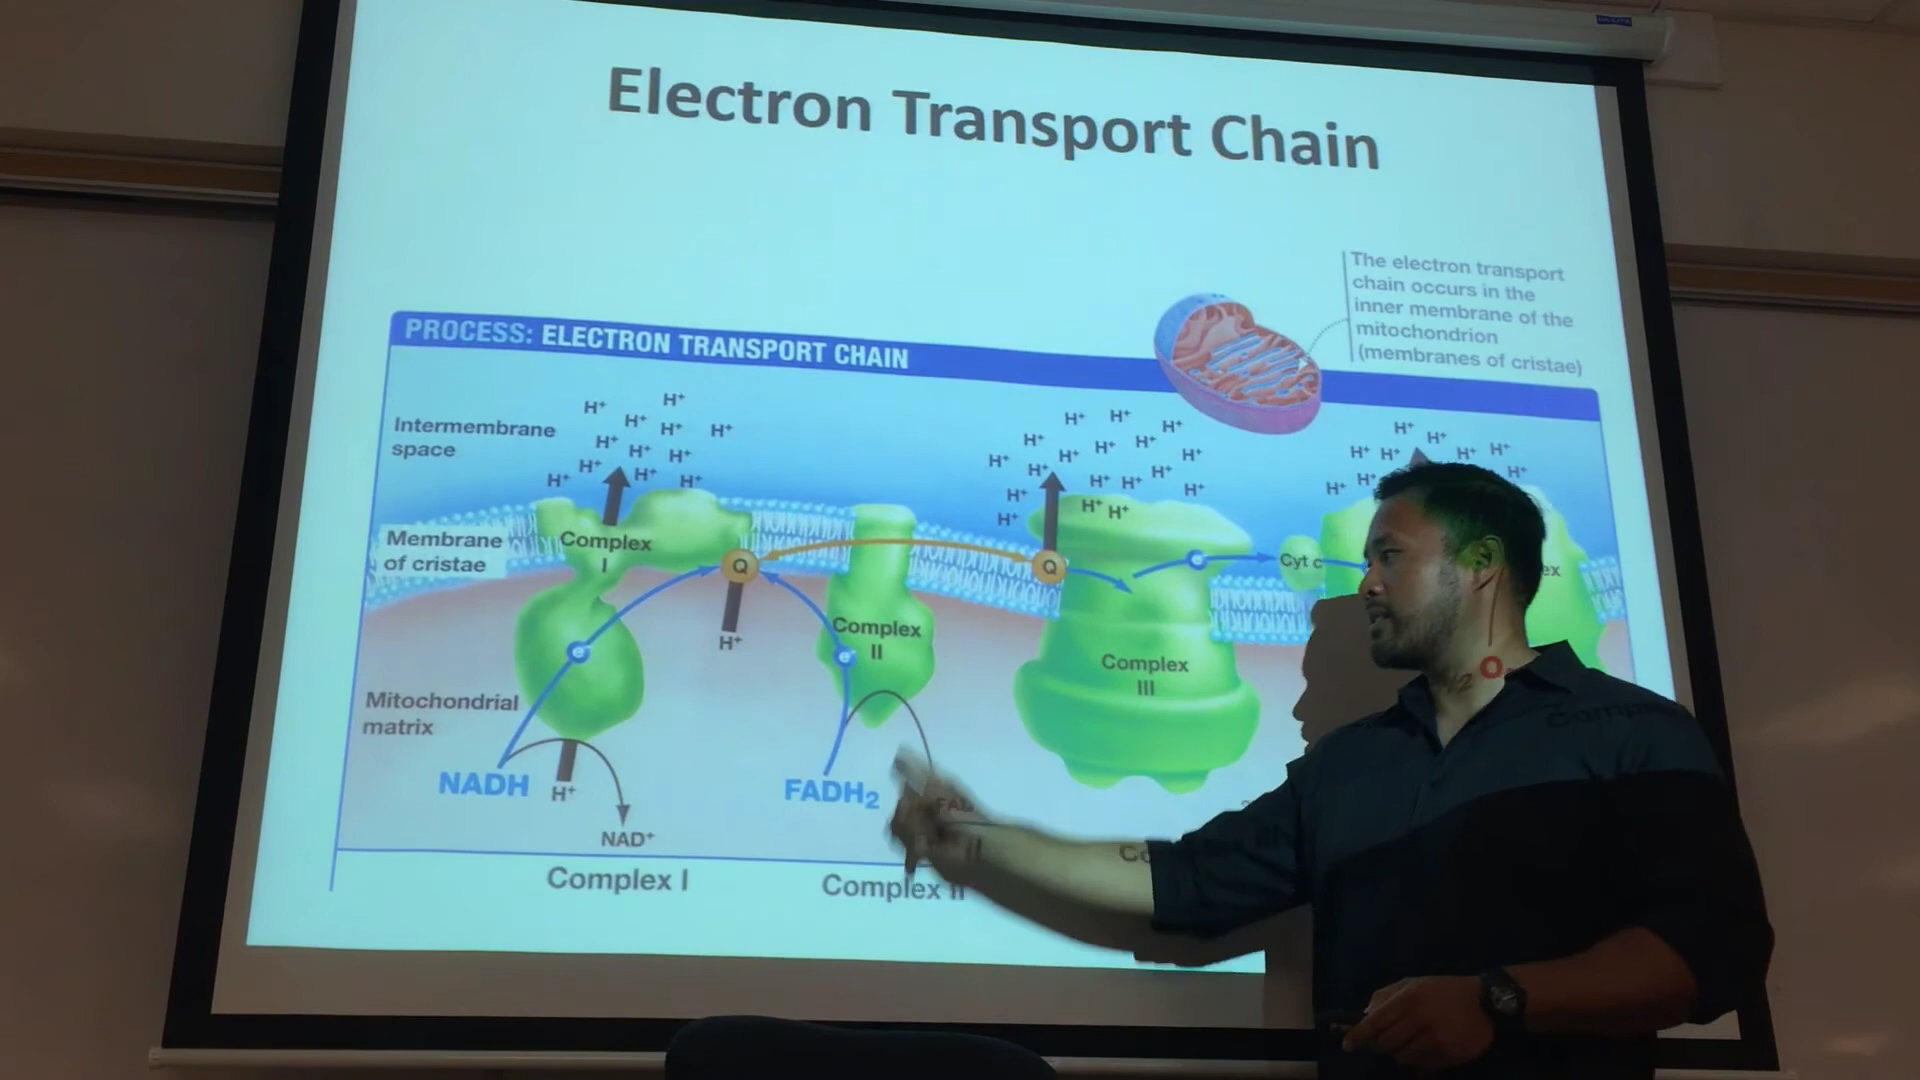 Electron Transport Chain
The electron transport
chain occurs in the
inner membrane of the
mitochondrion
(membranes of cristae)
PROCESS: ELECTRON TRANSPORT CHAIN
Intermembrane
space
H⁺ H⁺ H⁺ H⁺ H⁺ H⁺ H⁺ H⁺ H⁺ H⁺ H⁺ H⁺
H⁺ H⁺ H⁺ H⁺ H⁺ H⁺ H⁺ H⁺ H⁺ H⁺ H⁺ H⁺ H⁺ H⁺ H⁺ H⁺ H⁺ H⁺ H⁺
H⁺ H⁺ H⁺ H⁺ H⁺ H⁺ H⁺ H⁺ H⁺
Membrane
of cristae
Complex
I
Q
Q
e⁻
Cyt c
H⁺
e⁻
e⁻
Complex
II
Complex
III
Mitochondrial
matrix
NADH
H⁺
NAD⁺
FADH₂
Complex I
Complex II